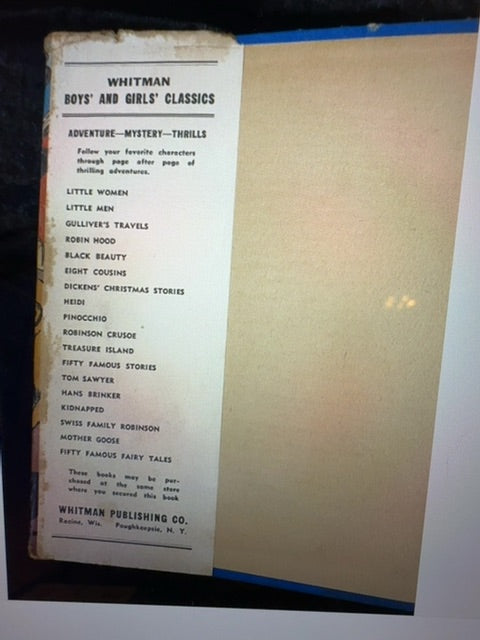 WHITMAN
BOYS' AND GIRLS' CLASSICS
ADVENTURE—MYSTERY—THRILLS
Follow your favorite characters
through page after page of
thrilling adventures.
LITTLE WOMEN
LITTLE MEN
GULLIVER'S TRAVELS
ROBIN HOOD
BLACK BEAUTY
EIGHT COUSINS
DICKENS' CHRISTMAS STORIES
HEIDI
PINOCCHIO
ROBINSON CRUSOE
TREASURE ISLAND
FIFTY FAMOUS STORIES
TOM SAWYER
HANS BRINKER
KIDNAPPED
SWISS FAMILY ROBINSON
MOTHER GOOSE
FIFTY FAMOUS FAIRY TALES
These books may be pur-
chased at the same store
where you secured this book
WHITMAN PUBLISHING CO.
Racine, Wis. Poughkeepsie, N. Y.